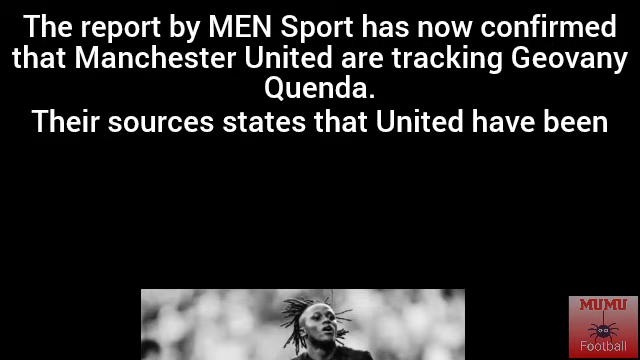 The report by MEN Sport has now confirmed
that Manchester United are tracking Geovany
Quenda.
Their sources states that United have been
MUMU
Football